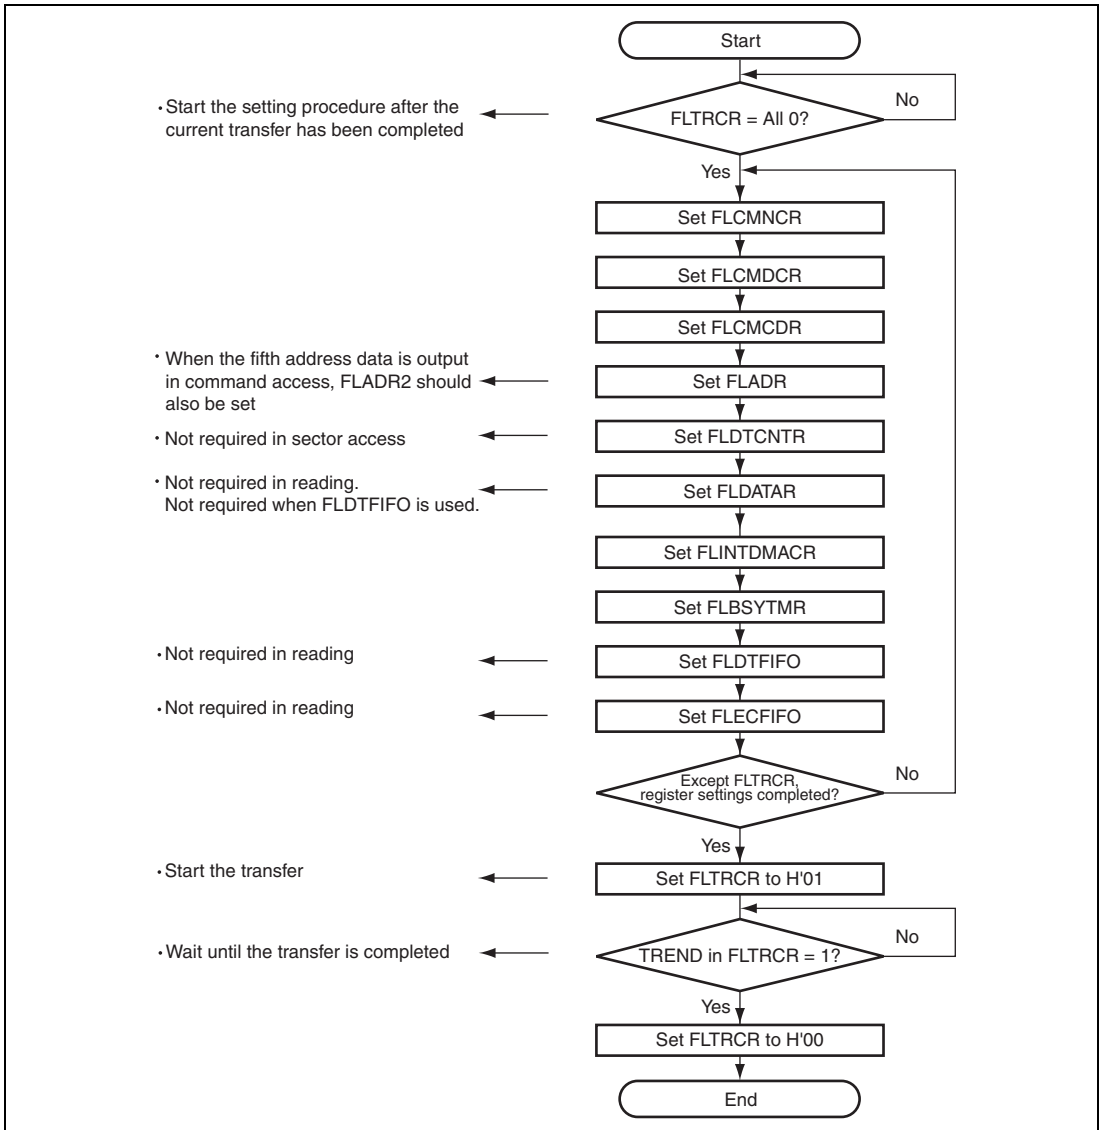 Start
No
· Start the setting procedure after the
current transfer has been completed
FLTRCR = All 0?
Yes
Set FLCMNCR
Set FLCMDCR
Set FLCMCDR
· When the fifth address data is output
in command access, FLADR2 should
also be set
Set FLADR
· Not required in sector access
Set FLDTCNTR
· Not required in reading.
Not required when FLDTFIFO is used.
Set FLDATAR
Set FLINTDMACR
Set FLBSYTMR
· Not required in reading
Set FLDTFIFO
· Not required in reading
Set FLECFIFO
Except FLTRCR,
register settings completed?
No
Yes
· Start the transfer
Set FLTRCR to H'01
No
· Wait until the transfer is completed
TREND in FLTRCR = 1?
Yes
Set FLTRCR to H'00
End